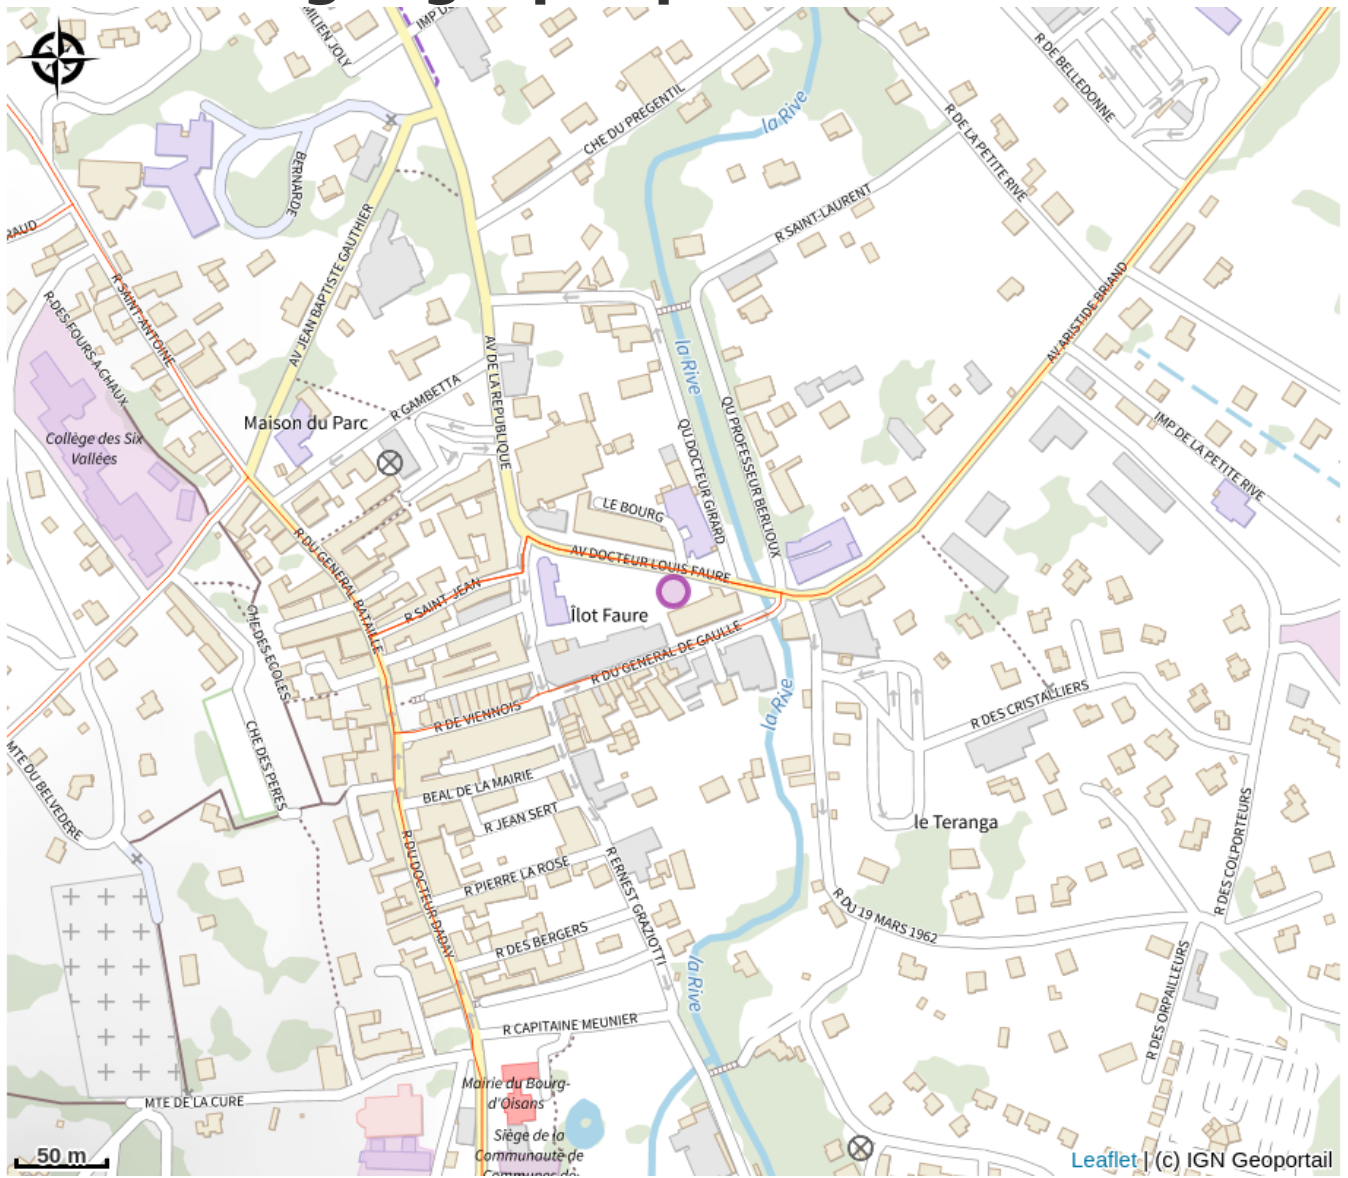 MILIEN JOLY
IMP DU
la Rive
R DE BELLEDONNE
CHE DU PREGENTIL
R DE LA PETITE RIVE
BERNARDE
R SAINT-LAURENT
RAUD
AV JEAN BAPTISTE GAUTHIER
R SAINT-ANTOINE
R DES FOURS A CHAUX
AV ARISTIDE BRIAND
AV DE LA REPUBLIQUE
la Rive
R GAMBETTA
Maison du Parc
QU DOCTEUR GIRARD
QU PROFESSEUR BERLIOUX
IMP DE LA PETITE RIVE
Collège des Six
Vallées
LE BOURG
R DU GENERAL BATAILLE
AV DOCTEUR LOUIS FAURE
R SAINT JEAN
Îlot Faure
CHE DES ECOLES
R DU GENERAL DE GAULLE
la Rive
R DES CRISTALLIERS
R DE VIENNOIS
CHE DES PERES
MTE DU BELVEDERE
BEAL DE LA MAIRIE
R JEAN SERT
le Teranga
R DES COLPORTEURS
R DU DOCTEUR DADAY
R PIERRE LA ROSE
R ERNEST GRAZIOTTI
R DU 19 MARS 1962
R DES BERGERS
la Rive
R DES ORPAILLEURS
R CAPITAINE MEUNIER
Mairie du Bourg-
d'Oisans
MTE DE LA CURE
Siège de la
Communauté de
Communes de
50 m
Leaflet | (c) IGN Geoportail